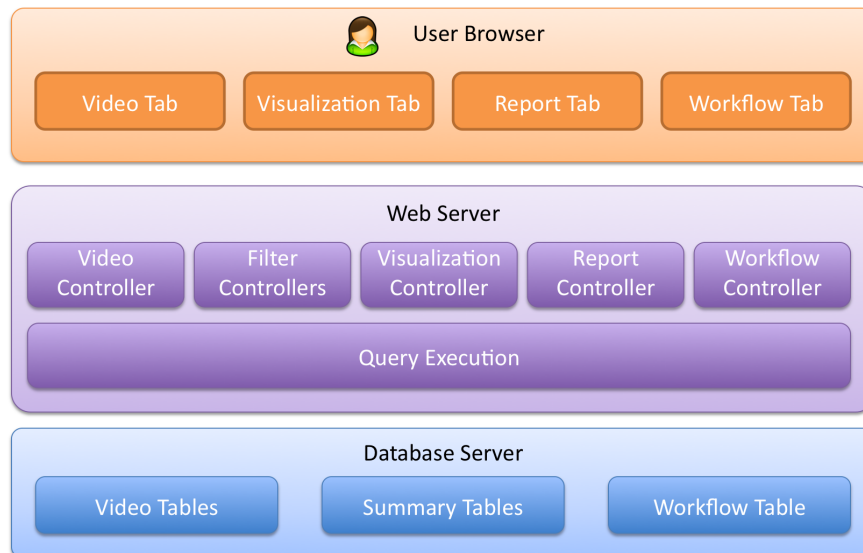 User Browser
Video Tab
Visualization Tab
Report Tab
Workflow Tab
Web Server
Video
Controller
Filter
Controllers
Visualization
Controller
Report
Controller
Workflow
Controller
Query Execution
Database Server
Video Tables
Summary Tables
Workflow Table